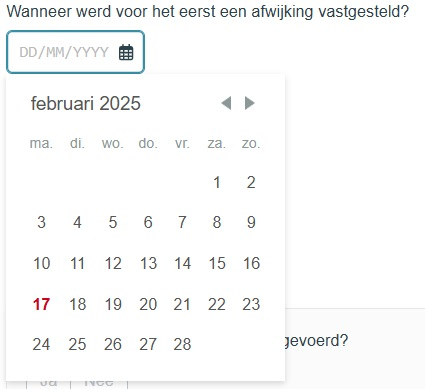 Wanneer werd voor het eerst een afwijking vastgesteld?
DD/MM/YYYY
februari 2025
ma. di. wo. do. vr. za. zo.
1 2
3 4 5 6 7 8 9
10 11 12 13 14 15 16
17 18 19 20 21 22 23
gevoerd?
24 25 26 27 28
Ja Nee